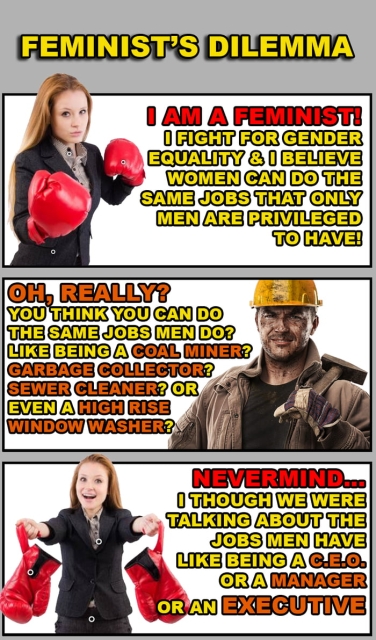 FEMINIST'S DILEMMA
I AM A FEMINIST!
I FIGHT FOR GENDER
EQUALITY & I BELIEVE
WOMEN CAN DO THE
SAME JOBS THAT ONLY
MEN ARE PRIVILEGED
TO HAVE!
OH, REALLY?
YOU THINK YOU CAN DO
THE SAME JOBS MEN DO?
LIKE BEING A COAL MINER?
GARBAGE COLLECTOR?
SEWER CLEANER? OR
EVEN A HIGH RISE
WINDOW WASHER?
NEVERMIND...
I THOUGH WE WERE
TALKING ABOUT THE
JOBS MEN HAVE
LIKE BEING A C.E.O.
OR A MANAGER
OR AN EXECUTIVE